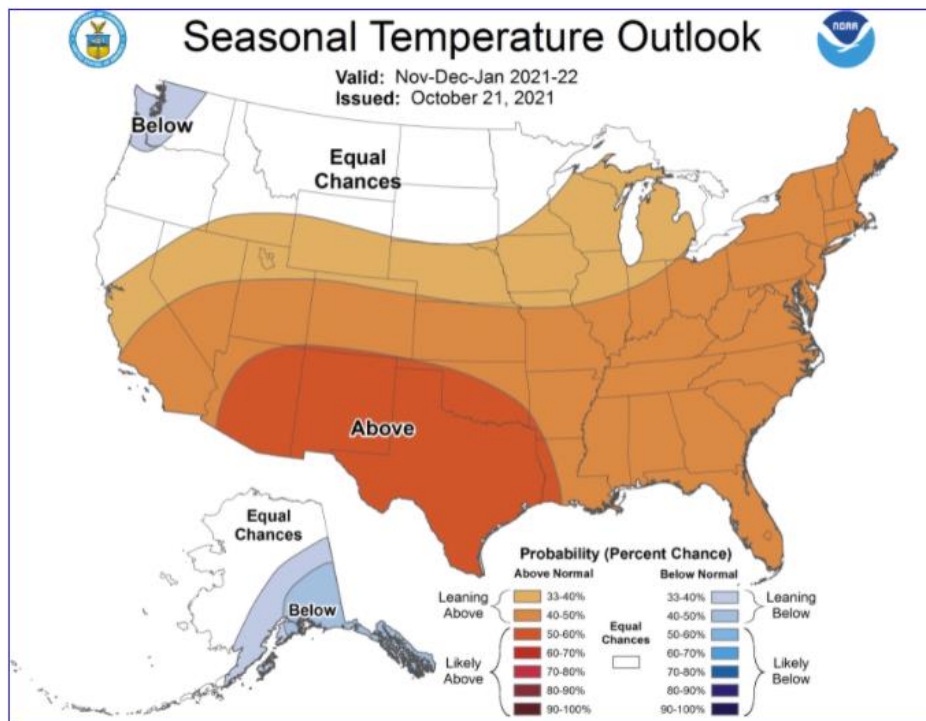 Seasonal Temperature Outlook
NOAA
Valid: Nov-Dec-Jan 2021-22
Issued: October 21, 2021
Below
Equal
Chances
Above
Equal
Chances
Below
Probability (Percent Chance)
Above Normal
Below Normal
Leaning
Above
33-40%
40-50%
Likely
Above
50-60%
60-70%
70-80%
80-90%
90-100%
Equal
Chances
33-40%
40-50%
Leaning
Below
50-60%
60-70%
70-80%
80-90%
90-100%
Likely
Below